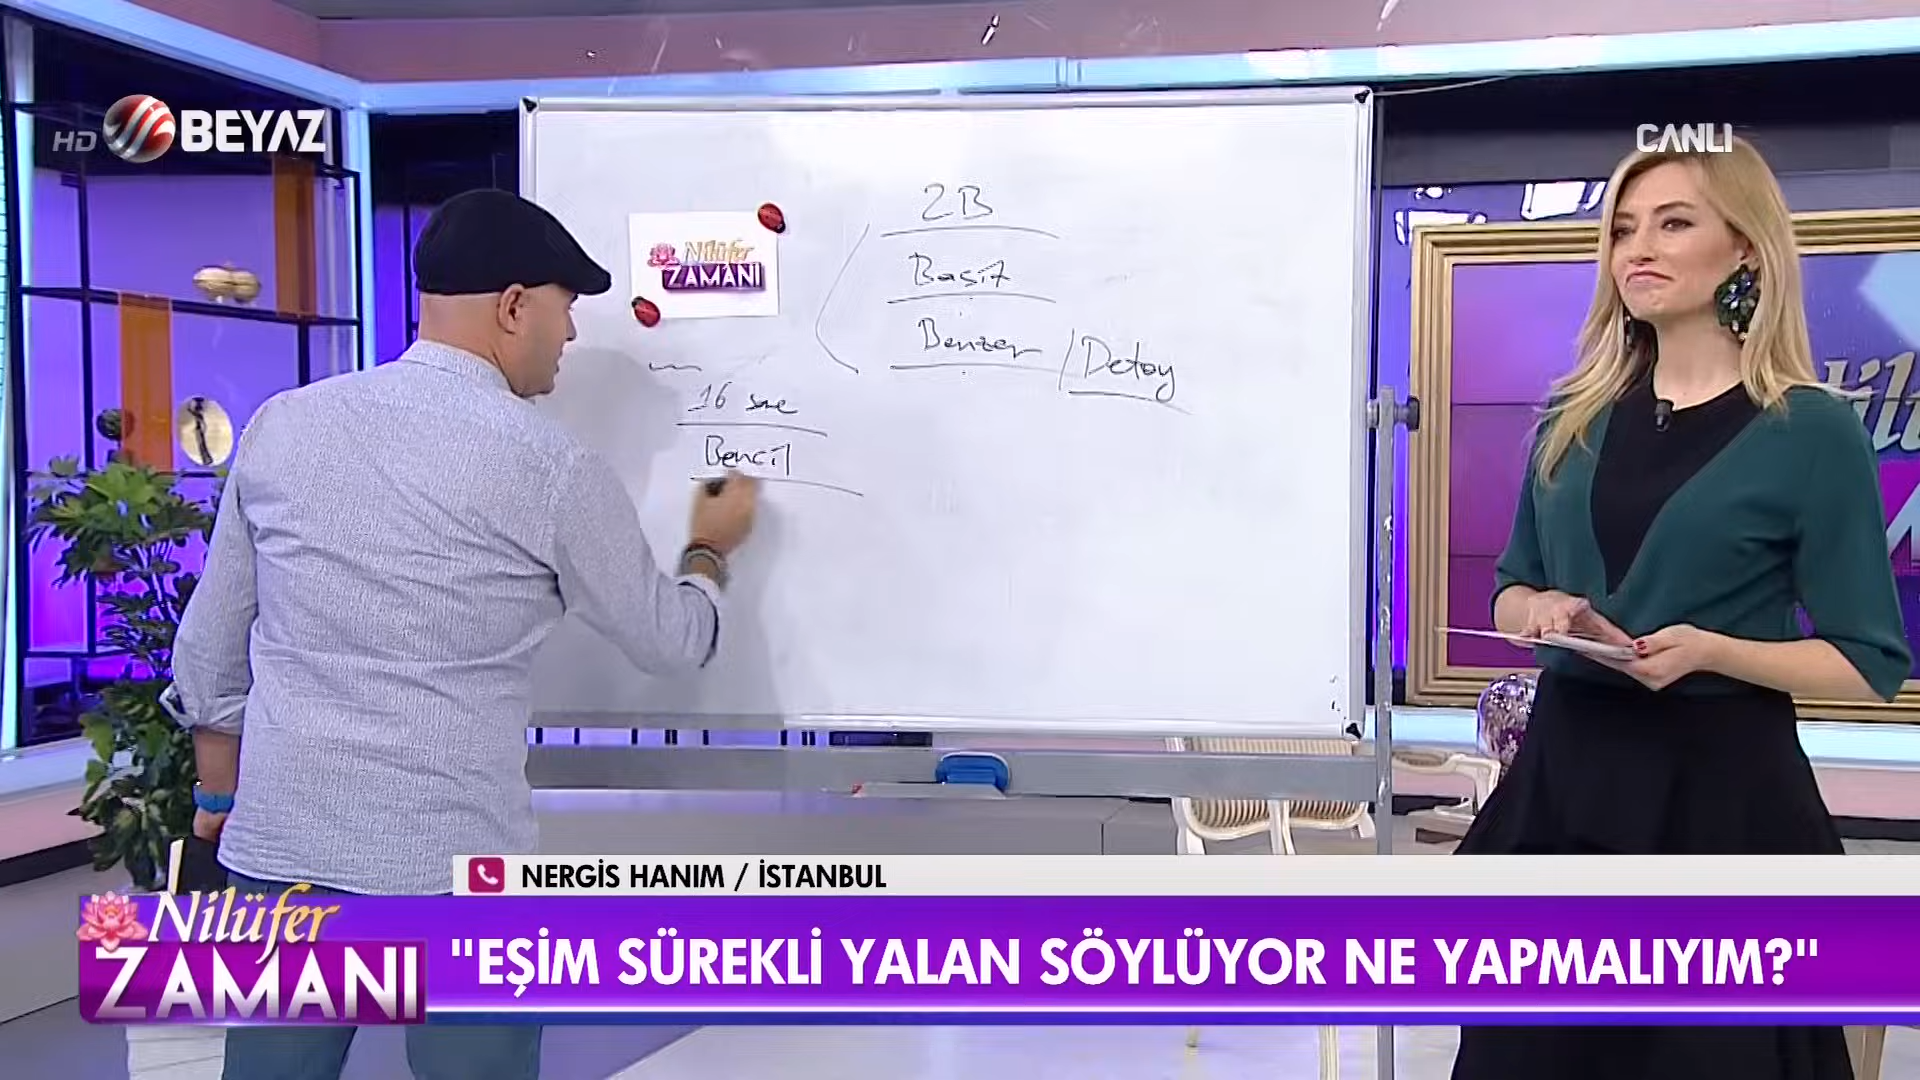 HD BEYAZ
CANLI
Nilüfer
ZAMANI
2B
Basit
Benzer / Detay
16 sne
Bencil
NERGİS HANIM / İSTANBUL
Nilüfer
ZAMANI
"EŞİM SÜREKLİ YALAN SÖYLÜYOR NE YAPMALIYIM?"